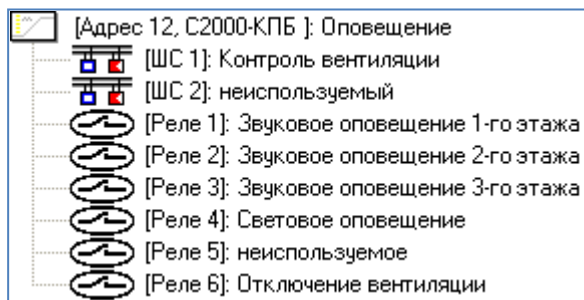 [Адрес 12, С2000-КПБ ]: Оповещение
[ШС 1]: Контроль вентиляции
[ШС 2]: неиспользуемый
[Реле 1]: Звуковое оповещение 1-го этажа
[Реле 2]: Звуковое оповещение 2-го этажа
[Реле 3]: Звуковое оповещение 3-го этажа
[Реле 4]: Световое оповещение
[Реле 5]: неиспользуемое
[Реле 6]: Отключение вентиляции